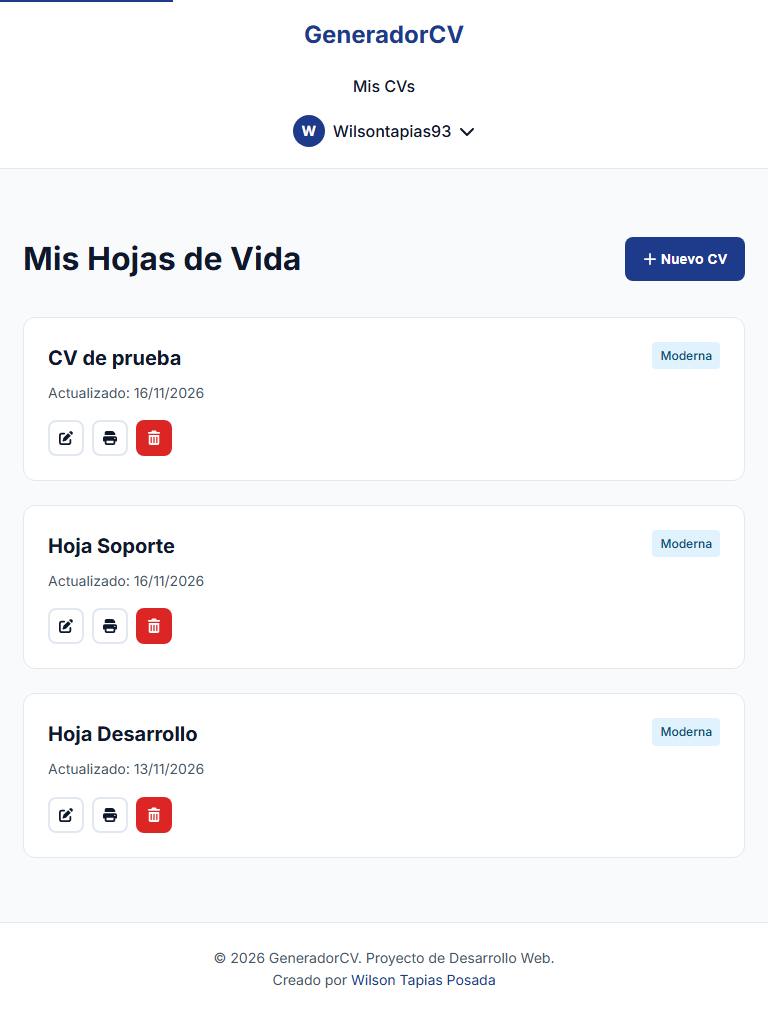 GeneradorCV
Mis CVs
W Wilsontapias93
Mis Hojas de Vida
+ Nuevo CV
CV de prueba
Moderna
Actualizado: 16/11/2026
Hoja Soporte
Moderna
Actualizado: 16/11/2026
Hoja Desarrollo
Moderna
Actualizado: 13/11/2026
© 2026 GeneradorCV. Proyecto de Desarrollo Web.
Creado por Wilson Tapias Posada